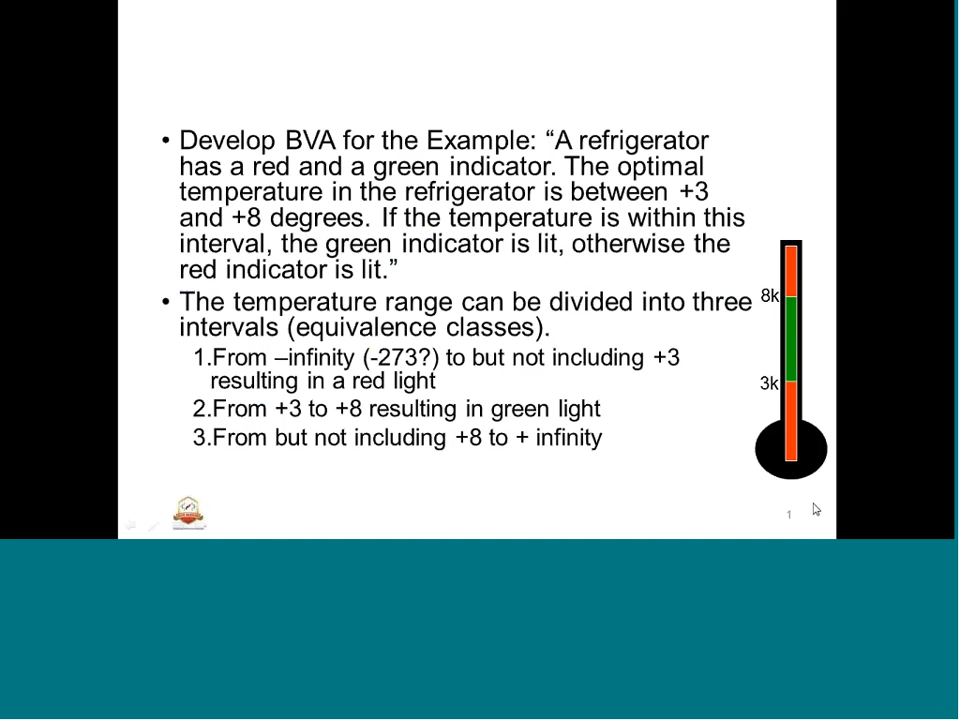 • Develop BVA for the Example: “A refrigerator
has a red and a green indicator. The optimal
temperature in the refrigerator is between +3
and +8 degrees. If the temperature is within this
interval, the green indicator is lit, otherwise the
red indicator is lit.”
• The temperature range can be divided into three
intervals (equivalence classes).
1.From –infinity (-273?) to but not including +3
resulting in a red light
2.From +3 to +8 resulting in green light
3.From but not including +8 to + infinity
8k
3k
1